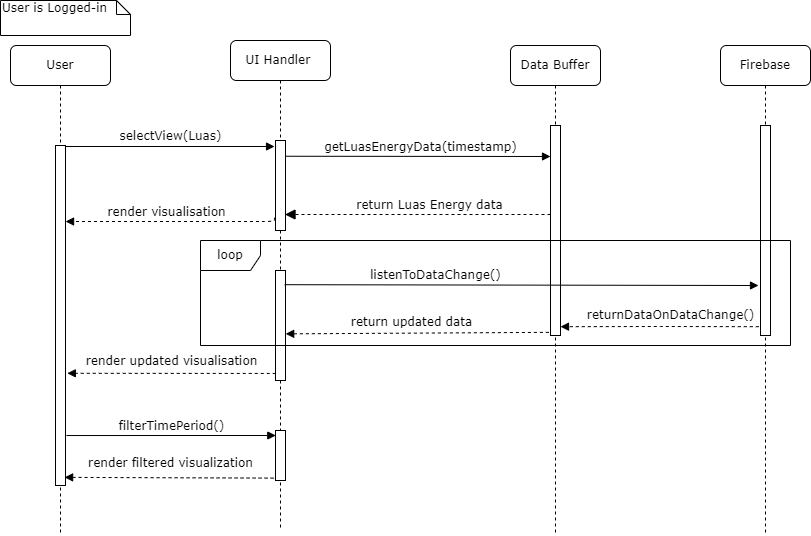 User is Logged-in
User
UI Handler
Data Buffer
Firebase
selectView(Luas)
getLuasEnergyData(timestamp)
return Luas Energy data
render visualisation
loop
listenToDataChange()
returnDataOnDataChange()
return updated data
render updated visualisation
filterTimePeriod()
render filtered visualization